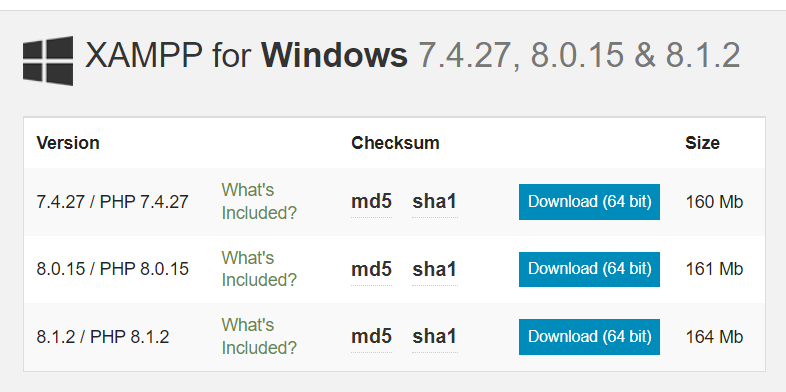 XAMPP for Windows 7.4.27, 8.0.15 & 8.1.2
Version Checksum Size
7.4.27 / PHP 7.4.27 What's Included? md5 sha1 Download (64 bit) 160 Mb
8.0.15 / PHP 8.0.15 What's Included? md5 sha1 Download (64 bit) 161 Mb
8.1.2 / PHP 8.1.2 What's Included? md5 sha1 Download (64 bit) 164 Mb